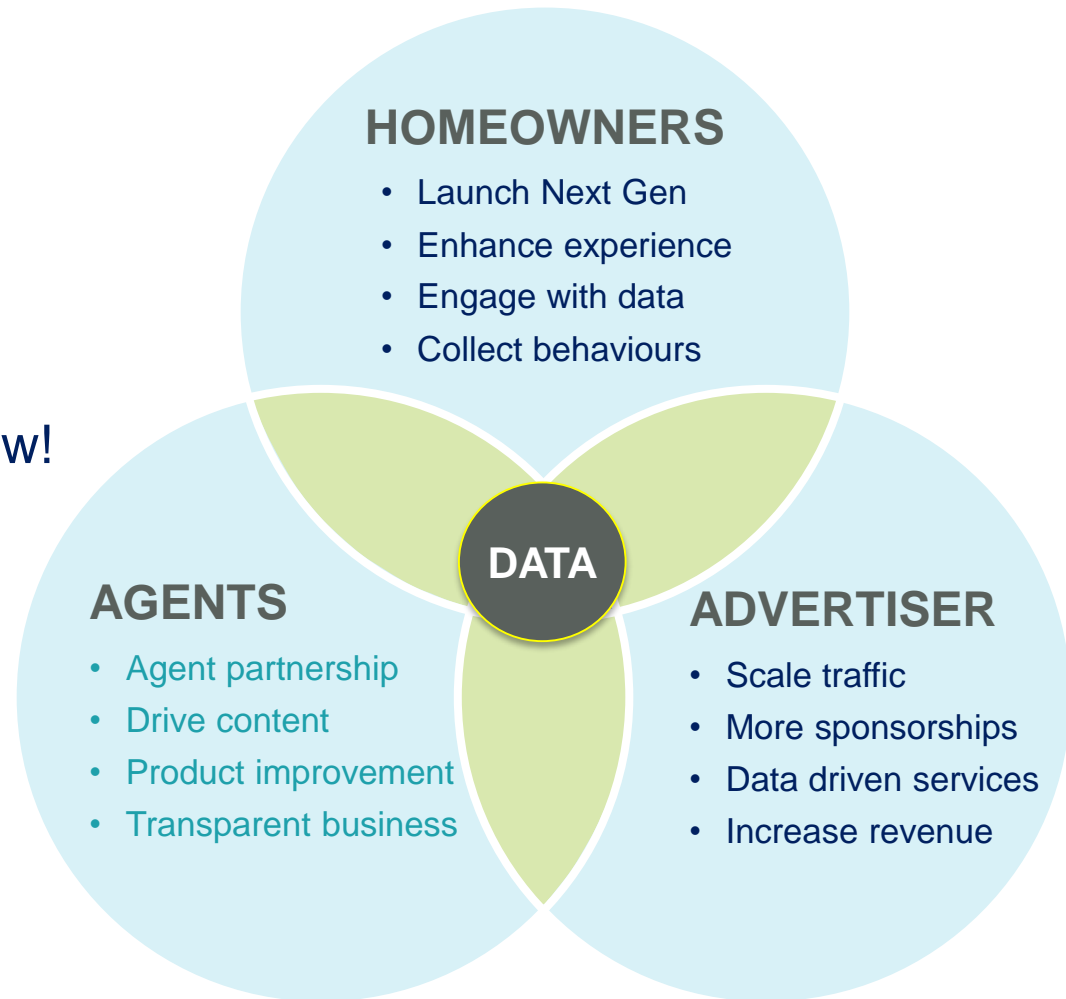 HOMEOWNERS
• Launch Next Gen
• Enhance experience
• Engage with data
• Collect behaviours
w!
DATA
AGENTS
• Agent partnership
• Drive content
• Product improvement
• Transparent business
ADVERTISER
• Scale traffic
• More sponsorships
• Data driven services
• Increase revenue